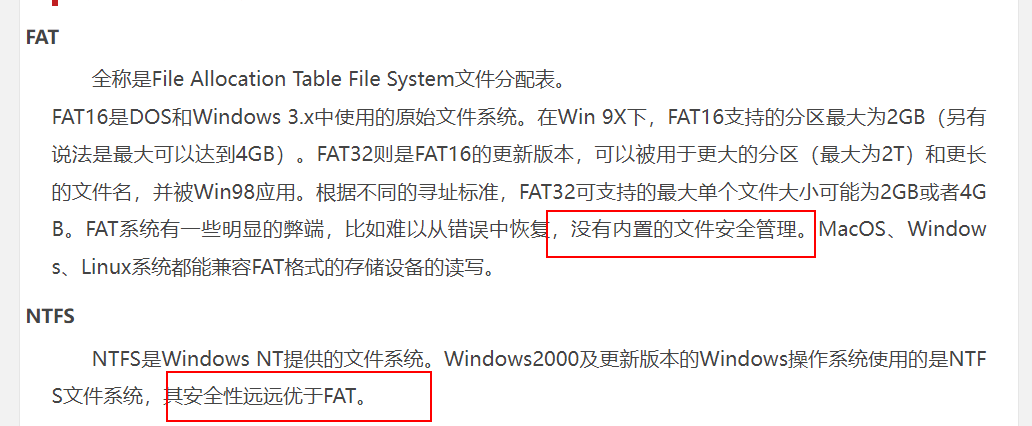 FAT
全称是File Allocation Table File System文件分配表。
FAT16是DOS和Windows 3.x中使用的原始文件系统。在Win 9X下，FAT16支持的分区最大为2GB（另有
说法是最大可以达到4GB）。FAT32则是FAT16的更新版本，可以被用于更大的分区（最大为2T）和更长
的文件名，并被Win98应用。根据不同的寻址标准，FAT32可支持的最大单个文件大小可能为2GB或者4G
B。FAT系统有一些明显的弊端，比如难以从错误中恢复，没有内置的文件安全管理。MacOS、Window
s、Linux系统都能兼容FAT格式的存储设备的读写。
NTFS
NTFS是Windows NT提供的文件系统。Windows2000及更新版本的Windows操作系统使用的是NTF
S文件系统，其安全性远远优于FAT。